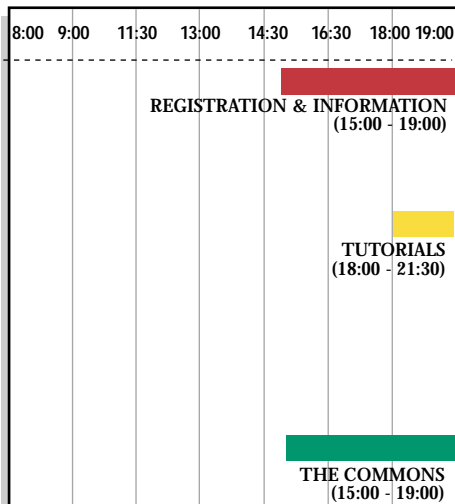 8:00 9:00 11:30 13:00 14:30 16:30 18:00 19:00
REGISTRATION & INFORMATION
(15:00 - 19:00)
TUTORIALS
(18:00 - 21:30)
THE COMMONS
(15:00 - 19:00)